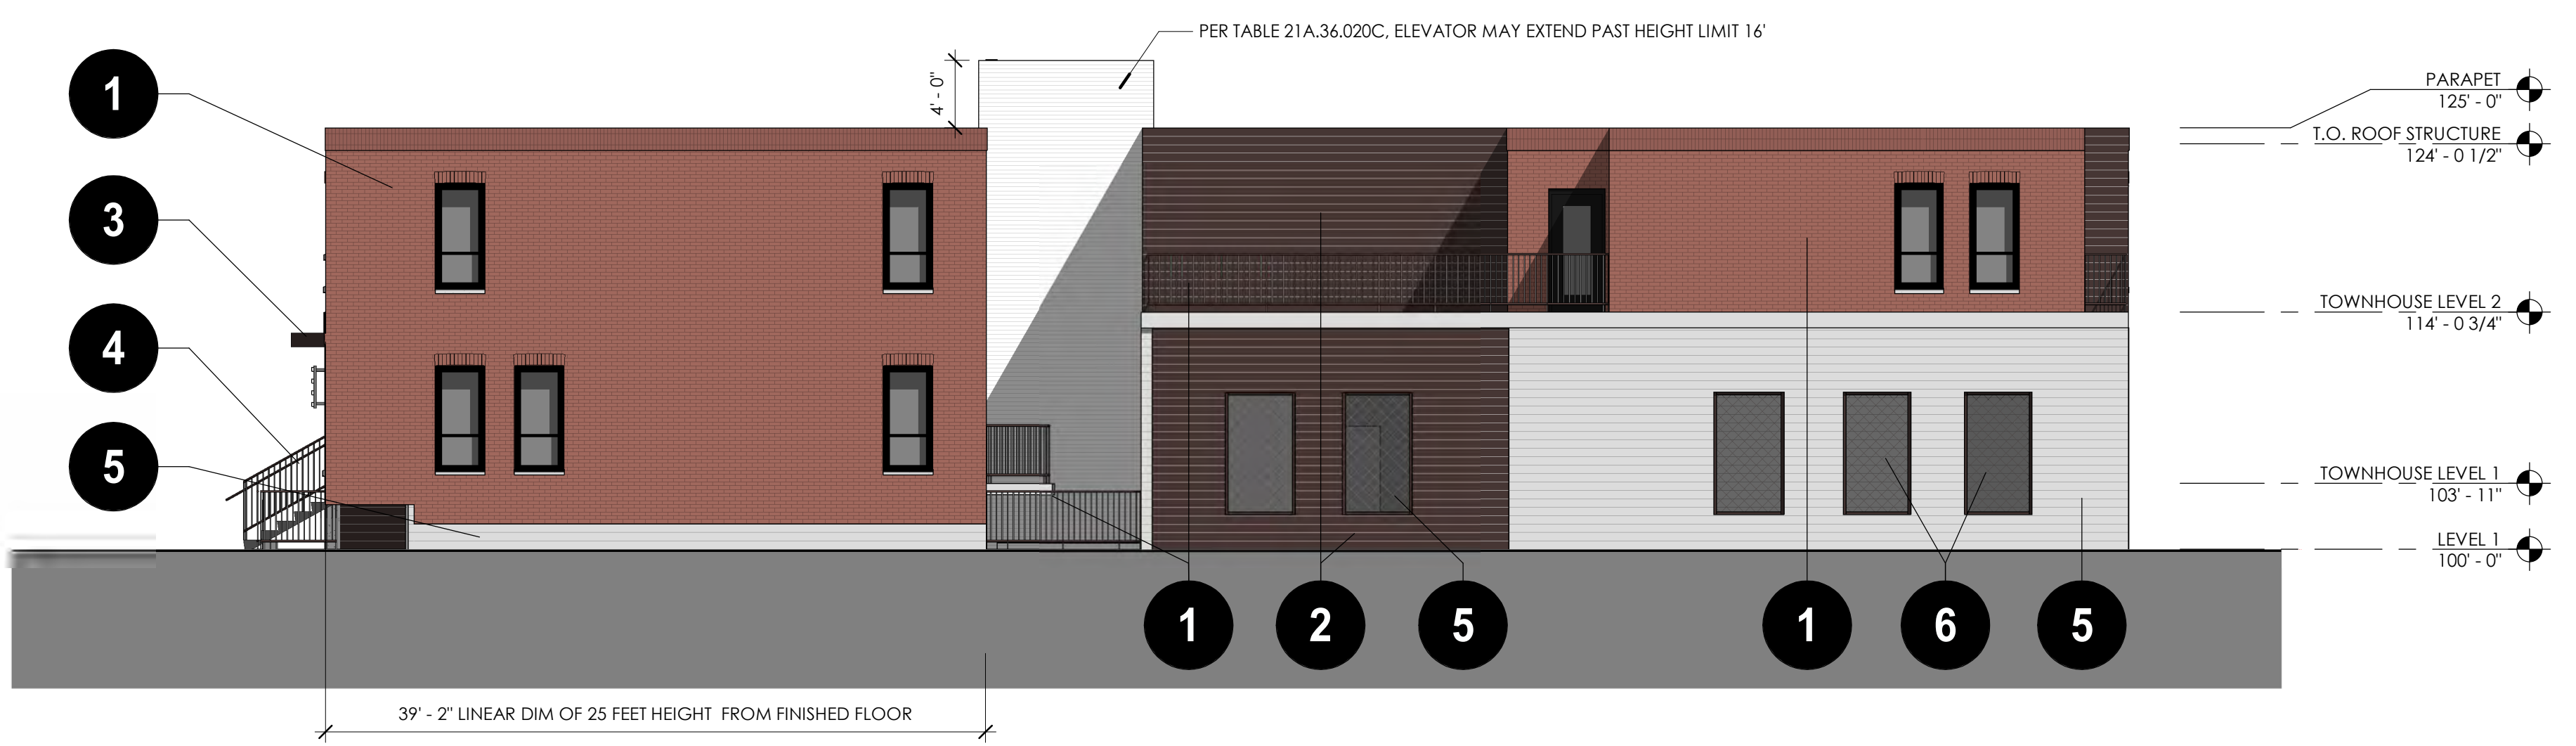 PER TABLE 21A.36.020C, ELEVATOR MAY EXTEND PAST HEIGHT LIMIT 16'
4' - 0"
PARAPET
125' - 0"
T.O. ROOF STRUCTURE
124' - 0 1/2"
TOWNHOUSE LEVEL 2
114' - 0 3/4"
TOWNHOUSE LEVEL 1
103' - 11"
LEVEL 1
100' - 0"
1
3
4
5
1
2
5
1
6
5
39' - 2" LINEAR DIM OF 25 FEET HEIGHT FROM FINISHED FLOOR